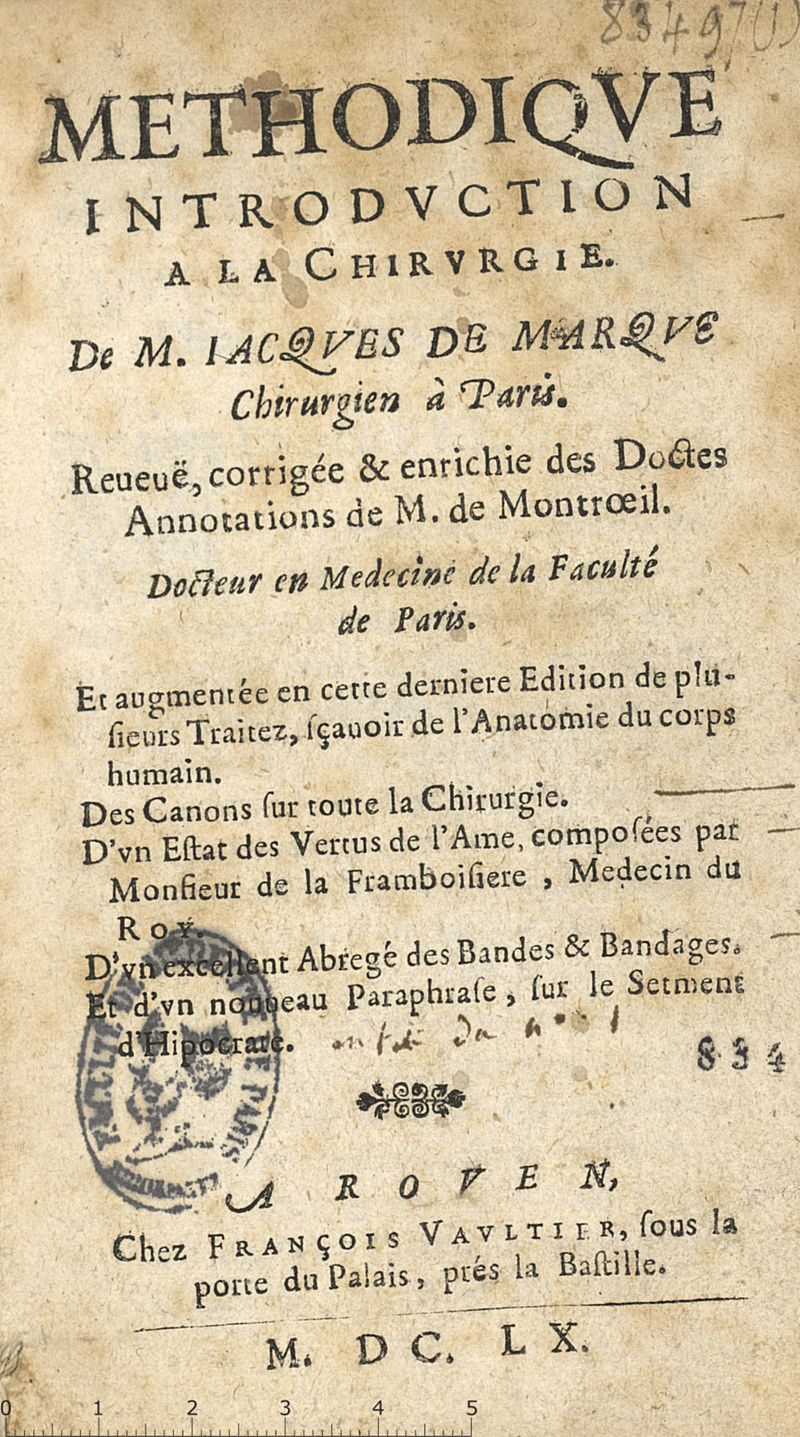 83497(1)
METHODIQVE
INTRODVCTION
A LA CHIRVRGIE.
De M. IACQVES DE MARQVE
Chirurgien à Paris.
Reueuë, corrigée & enrichie des Doctes
Annotations de M. de Montrœil.
Docteur en Medecine de la Faculté
de Paris.
Et augmentée en cette derniere Edition de plu-
ſieurs Traitez, ſçauoir de l'Anatomie du corps
humain.
Des Canons ſur toute la Chirurgie.
D'vn Eſtat des Vertus de l'Ame, compoſées par
Monſieur de la Framboiſiere, Medecin du
Roy.
D'vn excellent Abregé des Bandes & Bandages.
Et d'vn nouueau Paraphraſe, ſur le Serment
d'Hipocrate.
834
DE PARIS
A ROVEN,
Chez FRANÇOIS VAVLTIER, ſous la
porte du Palais, prés la Baſtille.
M. DC. LX.
0 1 2 3 4 5